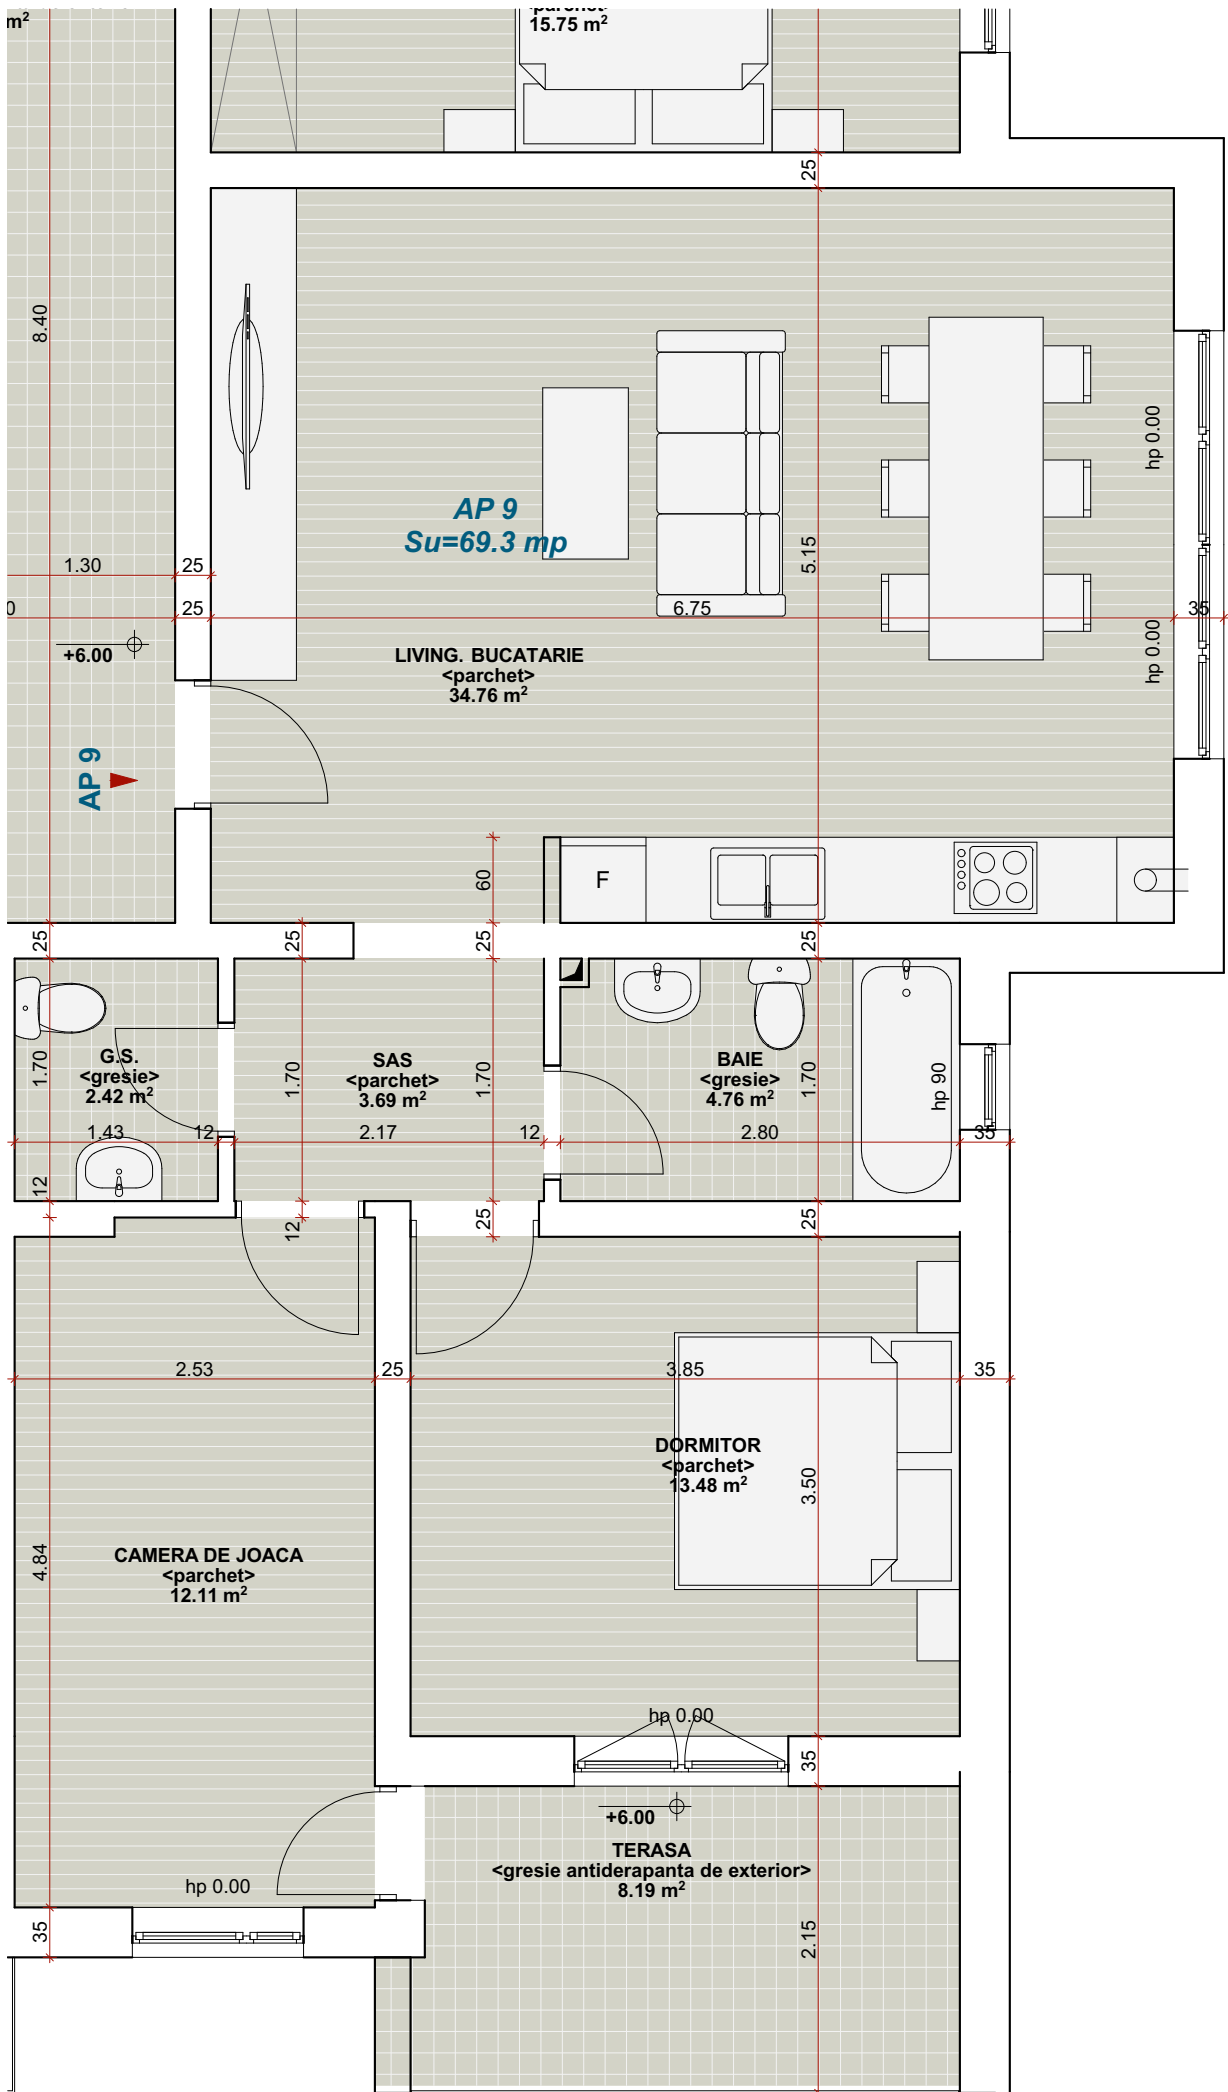 m²
15.75 m²
25
8.40
AP 9
Su=69.3 mp
hp 0.00
5.15
1.30
25
25
6.75
35
+6.00
LIVING. BUCATARIE
<parchet>
34.76 m²
hp 0.00
AP 9
60
F
25
25
25
25
1.70
G.S.
<gresie>
2.42 m²
1.70
SAS
<parchet>
3.69 m²
1.70
BAIE
<gresie>
4.76 m²
1.70
hp 90
1.43
12
2.17
12
2.80
35
12
12
25
25
2.53
25
3.85
35
DORMITOR
<parchet>
13.48 m²
3.50
4.84
CAMERA DE JOACA
<parchet>
12.11 m²
hp 0.00
35
+6.00
TERASA
<gresie antiderapanta de exterior>
8.19 m²
hp 0.00
35
2.15